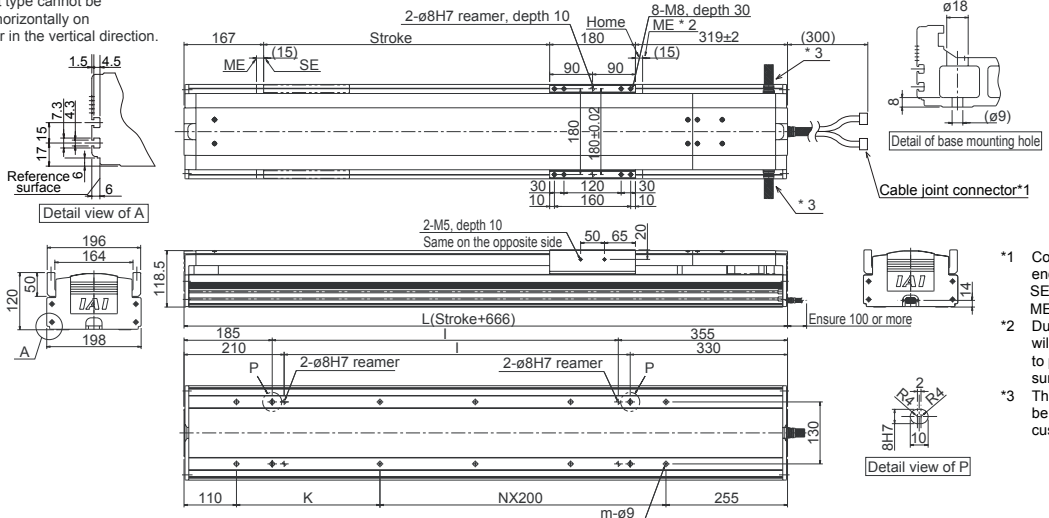 t type cannot be
horizontally on
r in the vertical direction.
2-ø8H7 reamer, depth 10
8-M8, depth 30
Home
ME * 2
167
Stroke
180
319±2
(300)
(15)
(15)
ME
SE
90
90
* 3
180
180±0.02
30
120
30
10
160
10
* 3
Cable joint connector*1
1.5
4.5
7.3
4.3
15
17
6
6
Reference
surface
Detail view of A
ø18
8
(ø9)
Detail of base mounting hole
2-M5, depth 10
Same on the opposite side
50
65
20
196
164
50
120
IAI
198
A
118.5
L(Stroke+666)
Ensure 100 or more
IAI
14
*1 Co
en
SE
ME
*2 Du
wil
to p
sur
*3 Th
be
cus
185
l
355
210
l
330
P
2-ø8H7 reamer
2-ø8H7 reamer
P
130
110
K
NX200
255
m-ø9
2
R4
R4
8H7
10
Detail view of P